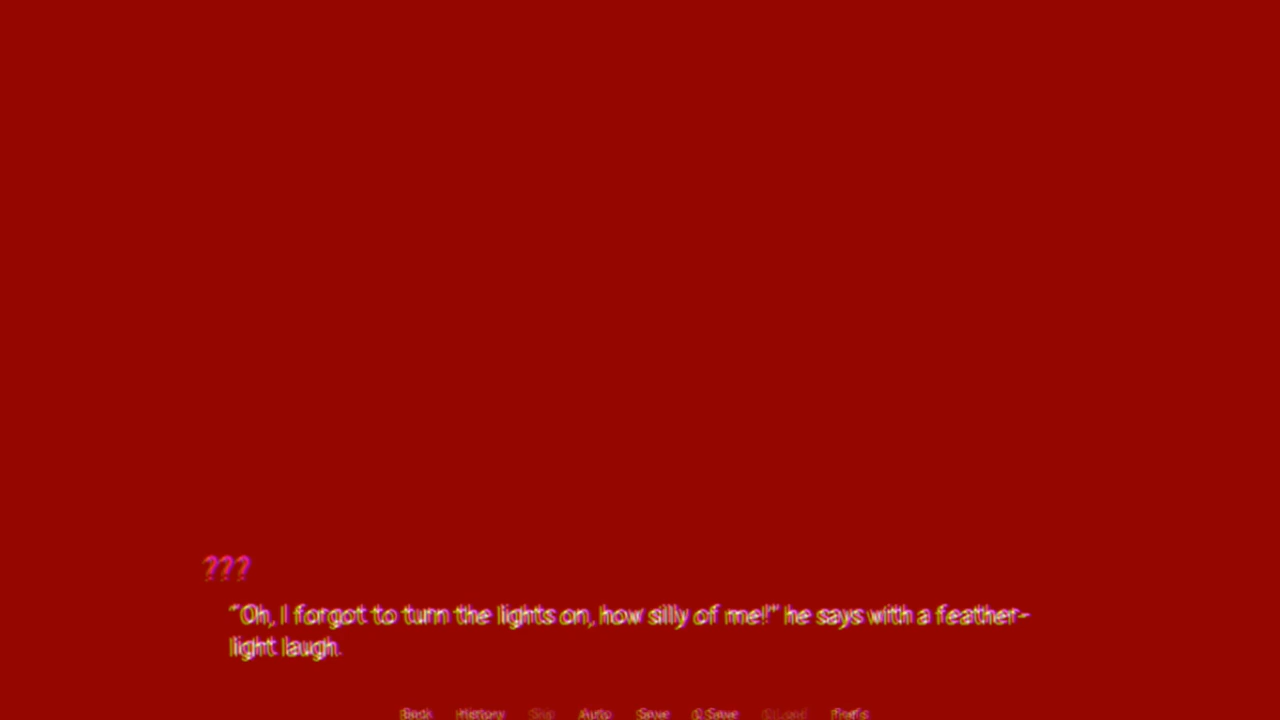 ???
"Oh, I forgot to turn the lights on, how silly of me!" he says with a feather-
light laugh.
Back History Skip Auto Save Q.Save Q.Load Prefs